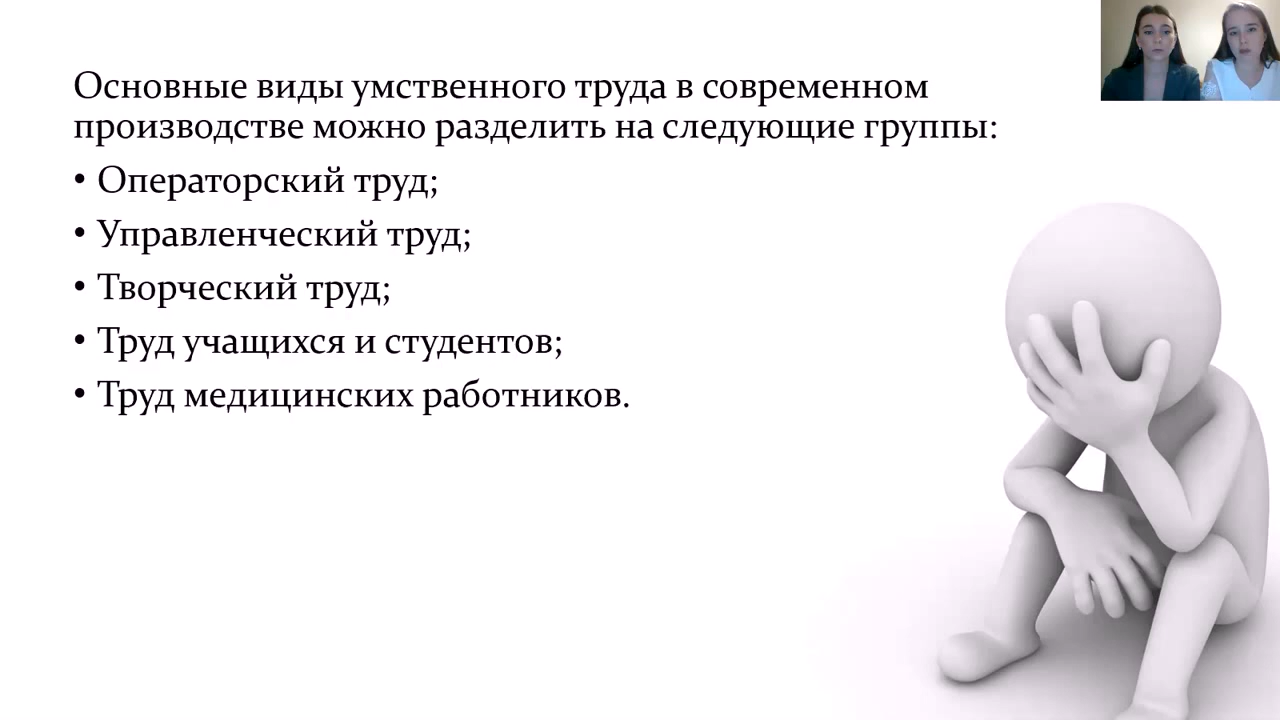 Основные виды умственного труда в современном
производстве можно разделить на следующие группы:
• Операторский труд;
• Управленческий труд;
• Творческий труд;
• Труд учащихся и студентов;
• Труд медицинских работников.